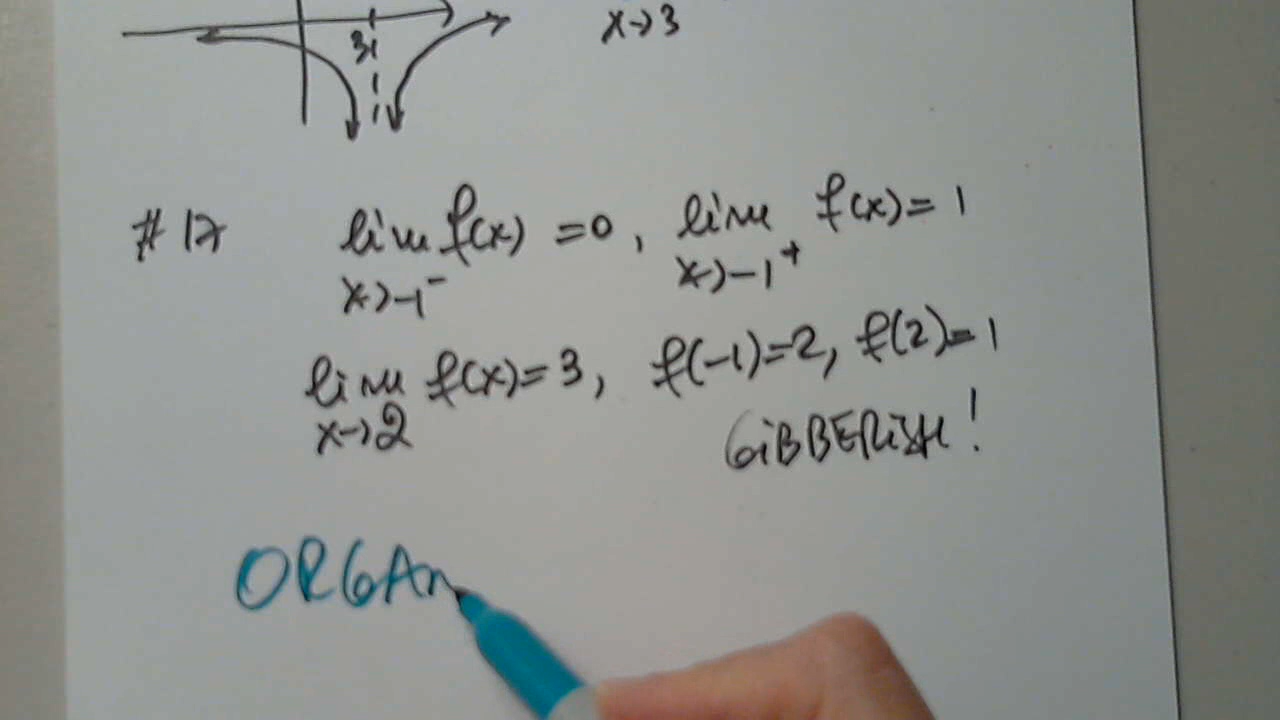 3
x→3
#17 lim f(x) = 0, lim f(x) = 1
x→-1⁻ x→-1⁺
lim f(x) = 3, f(-1)=2, f(2)=1
x→2
GiBBERiSH!
ORGAn